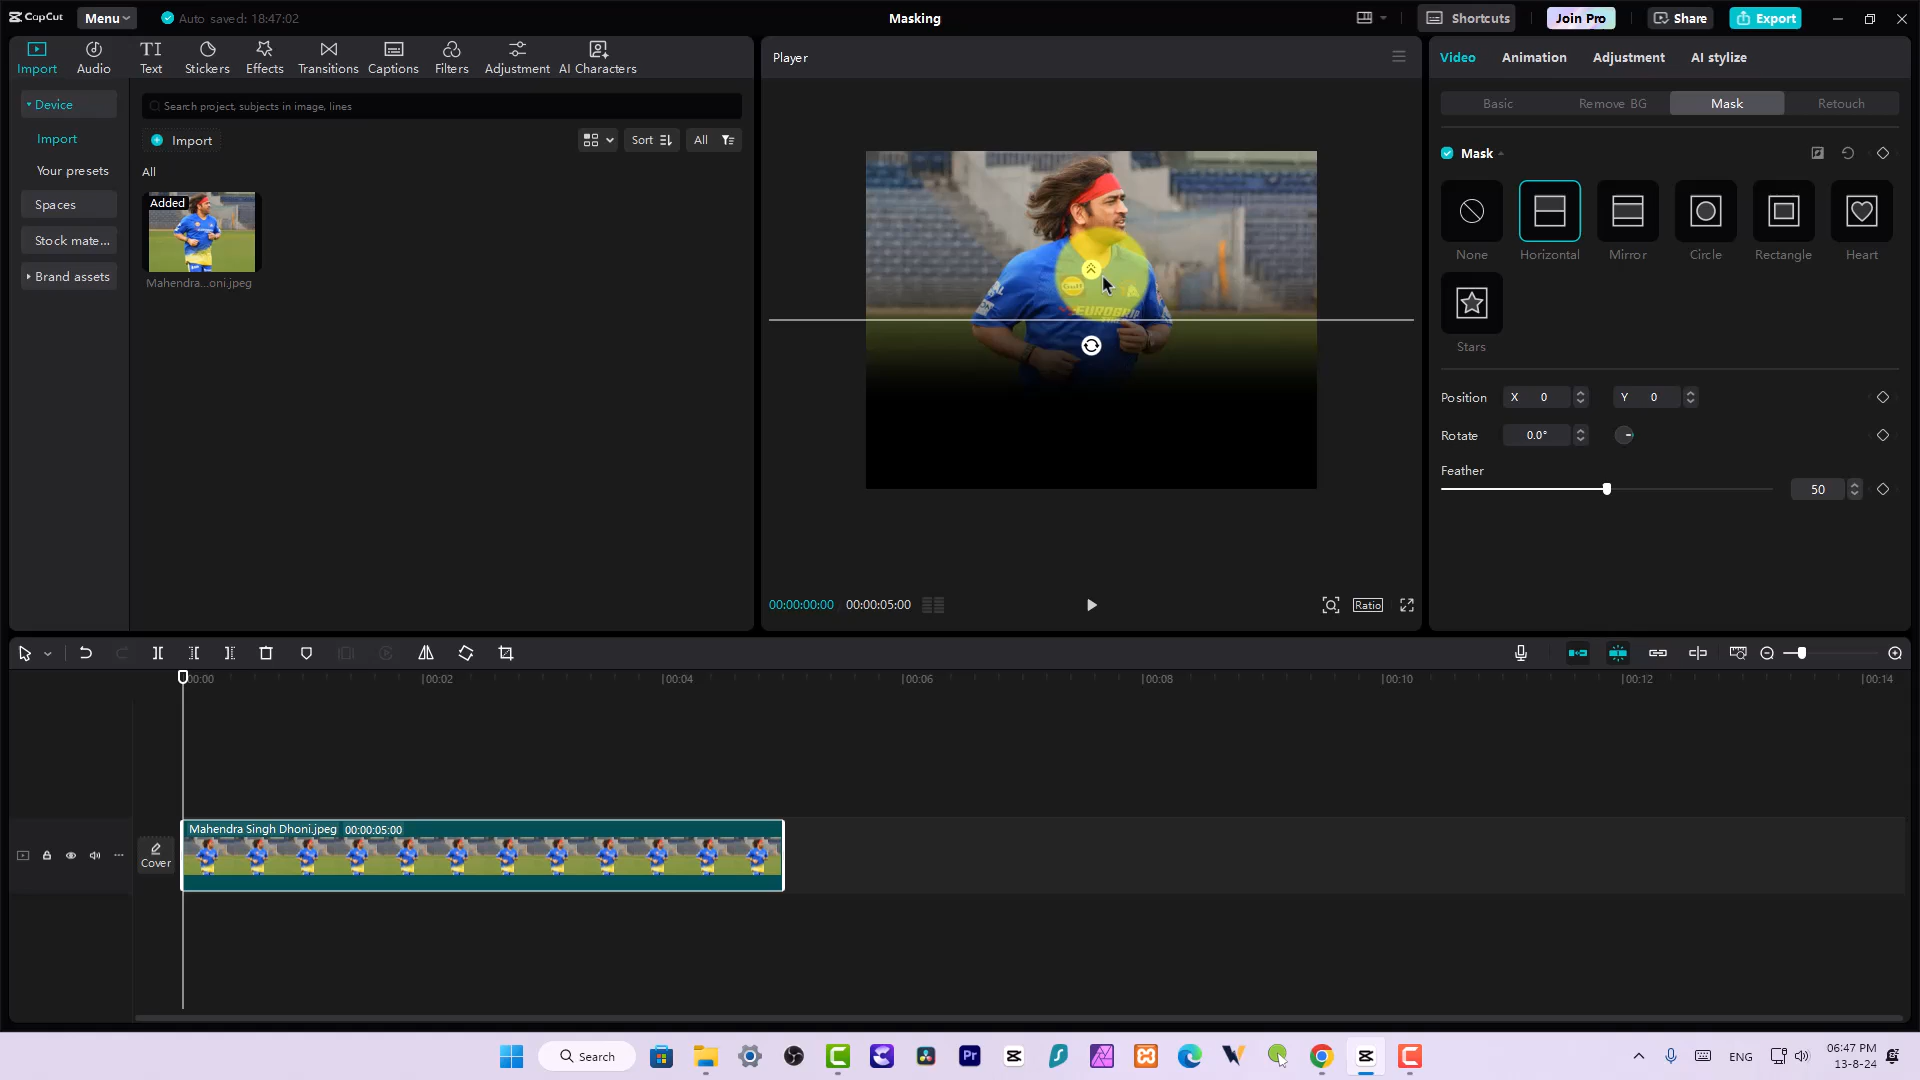 CapCut
Menu
Auto saved: 18:47:02
Masking
Shortcuts
Join Pro
Share
Export
Import
Audio
TI
Text
Stickers
Effects
Transitions
Captions
Filters
Adjustment
AI Characters
Device
Import
Your presets
Spaces
Stock mate...
Brand assets
Search project, subjects in image, lines
Import
Sort
All
All
Added
Mahendra...oni.jpeg
Player
Gulf
EUROGRIP
00:00:00:00
00:00:05:00
Ratio
Video
Animation
Adjustment
AI stylize
Basic
Remove BG
Mask
Retouch
Mask
None
Horizontal
Mirror
Circle
Rectangle
Heart
Stars
Position
X 0
Y 0
Rotate
0.0°
Feather
50
00:00
00:02
00:04
00:06
00:08
00:10
00:12
00:14
Cover
Mahendra Singh Dhoni.jpeg 00:00:05:00
Search
Pr
ENG
06:47 PM
13-8-24